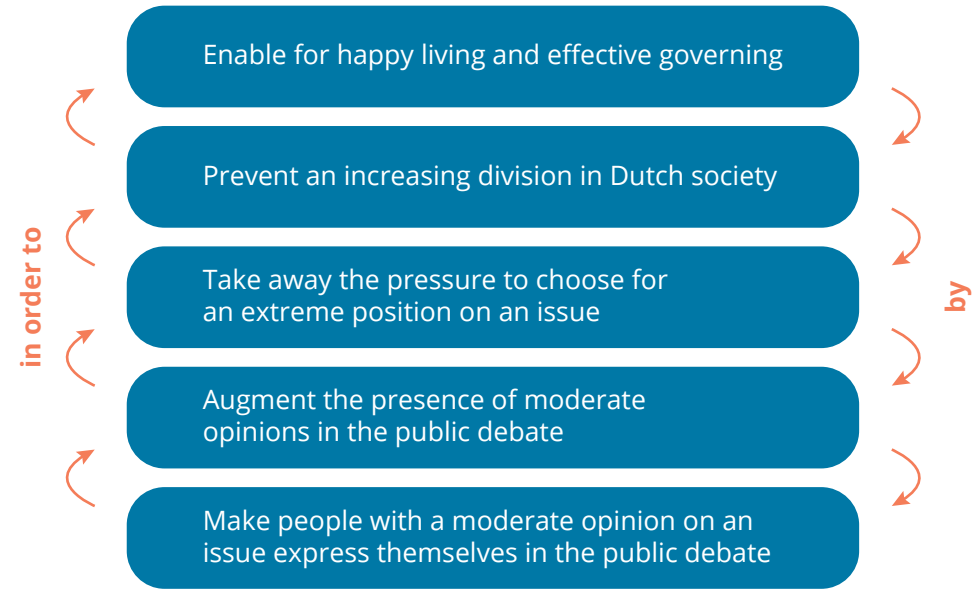 Enable for happy living and effective governing
Prevent an increasing division in Dutch society
Take away the pressure to choose for
an extreme position on an issue
Augment the presence of moderate
opinions in the public debate
Make people with a moderate opinion on an
issue express themselves in the public debate
in order to
by